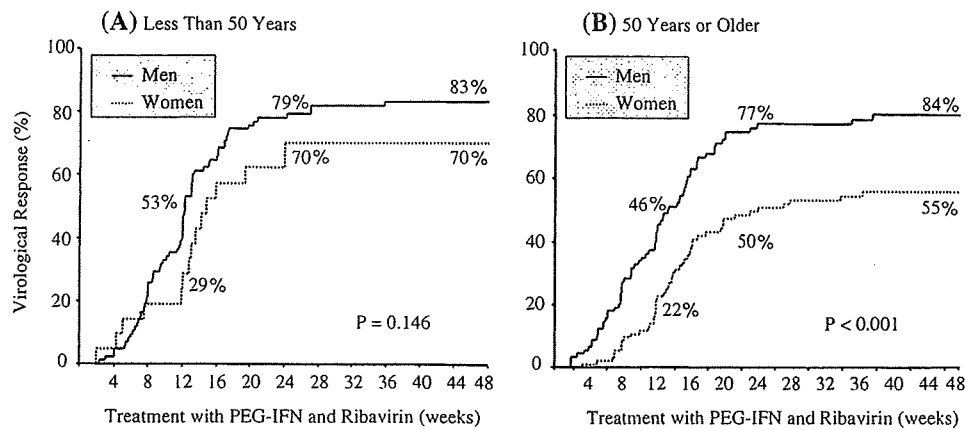 (A) Less Than 50 Years
100
80
60
40
20
0
Virological Response (%)
Men
Women
53%
79%
83%
29%
70%
70%
P = 0.146
4 8 12 16 20 24 28 32 36 40 44 48
Treatment with PEG-IFN and Ribavirin (weeks)
(B) 50 Years or Older
100
80
60
40
20
0
Men
Women
46%
77%
84%
22%
50%
55%
P < 0.001
4 8 12 16 20 24 28 32 36 40 44 48
Treatment with PEG-IFN and Ribavirin (weeks)